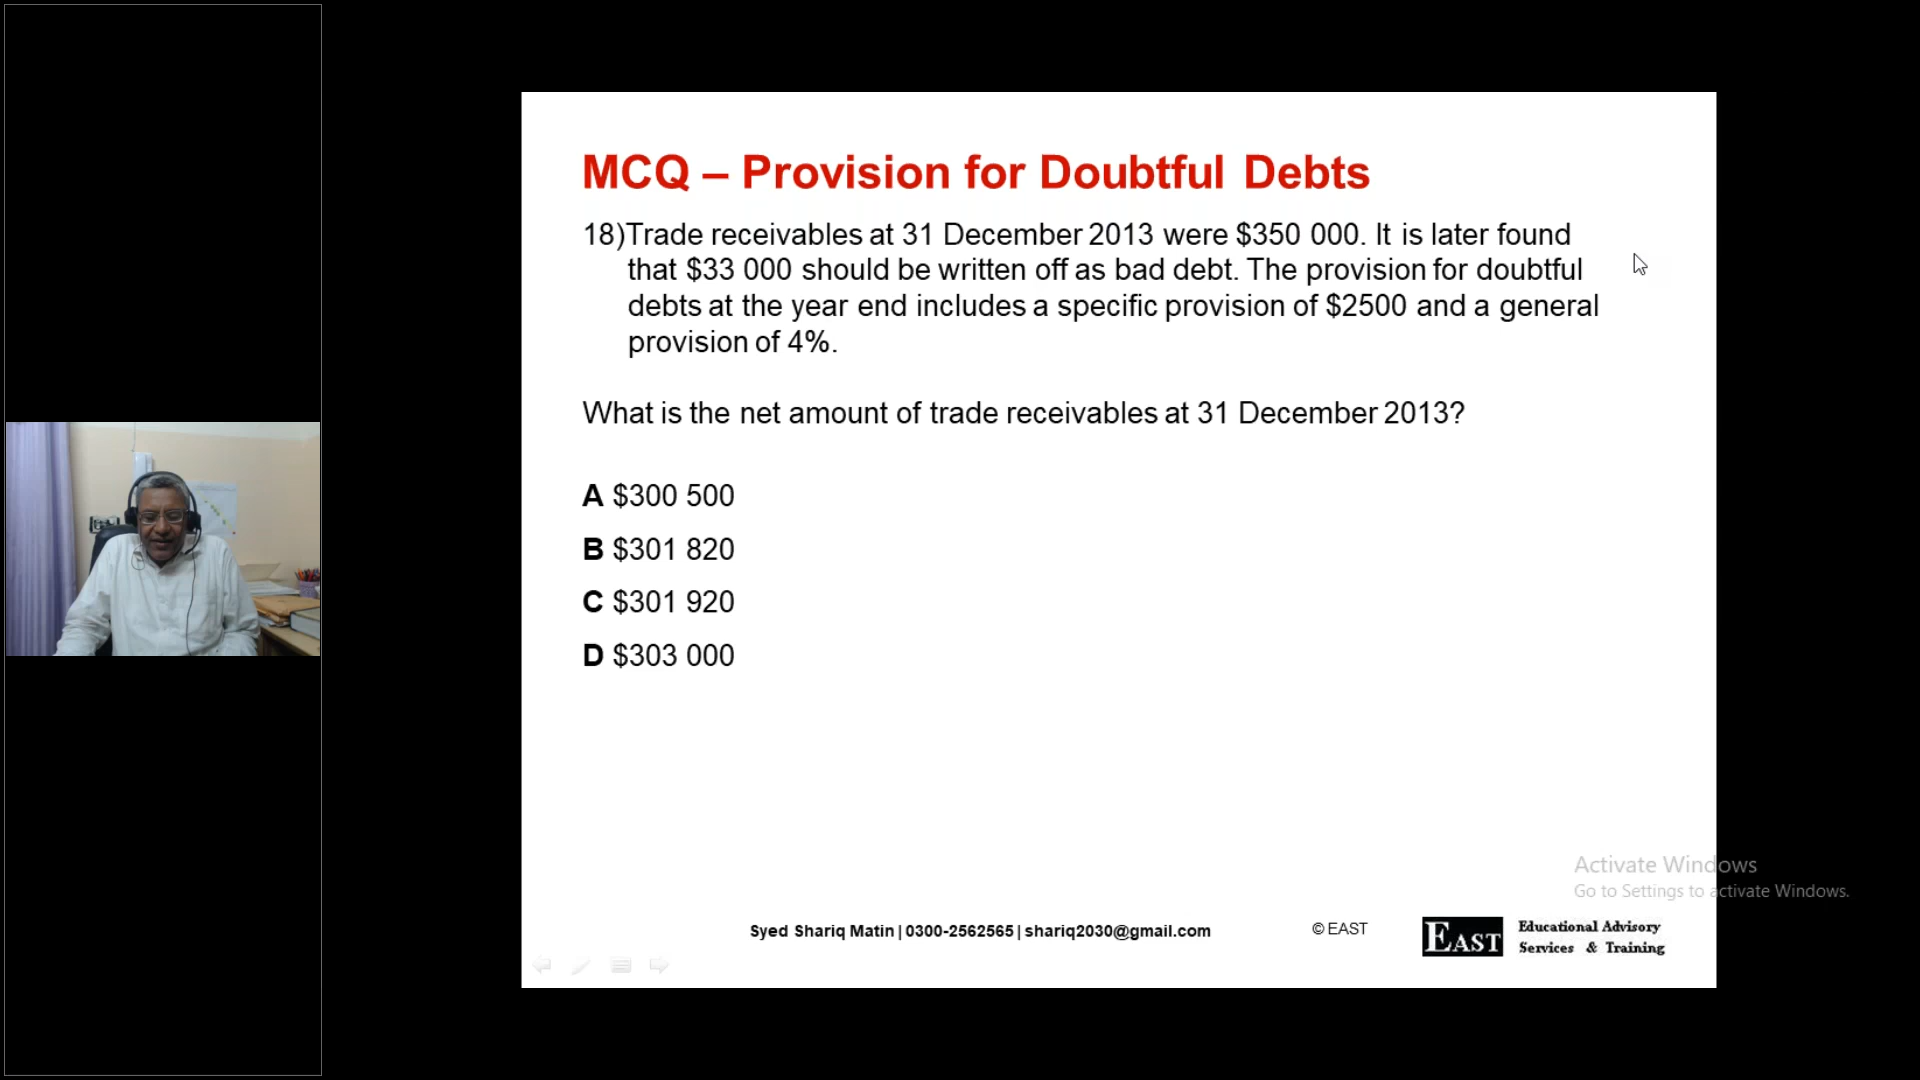 MCQ – Provision for Doubtful Debts
18)Trade receivables at 31 December 2013 were $350 000. It is later found
that $33 000 should be written off as bad debt. The provision for doubtful
debts at the year end includes a specific provision of $2500 and a general
provision of 4%.
What is the net amount of trade receivables at 31 December 2013?
A $300 500
B $301 820
C $301 920
D $303 000
Activate Windows
Go to Settings to activate Windows.
Syed Shariq Matin | 0300-2562565 | shariq2030@gmail.com
© EAST
EAST
Educational Advisory
Services & Training